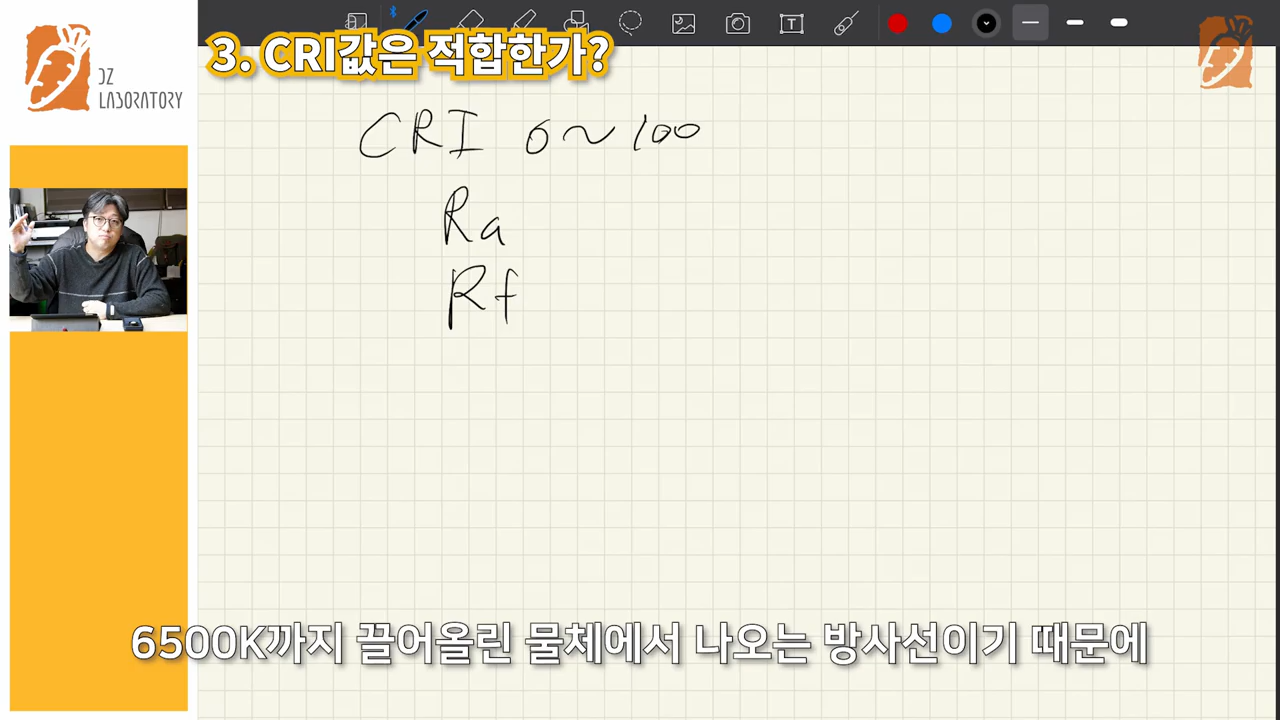 3. CRI값은 적합한가?
DZ
LABORATORY
T
CRI 0~100
Ra
Rf
6500K까지 끌어올린 물체에서 나오는 방사선이기 때문에